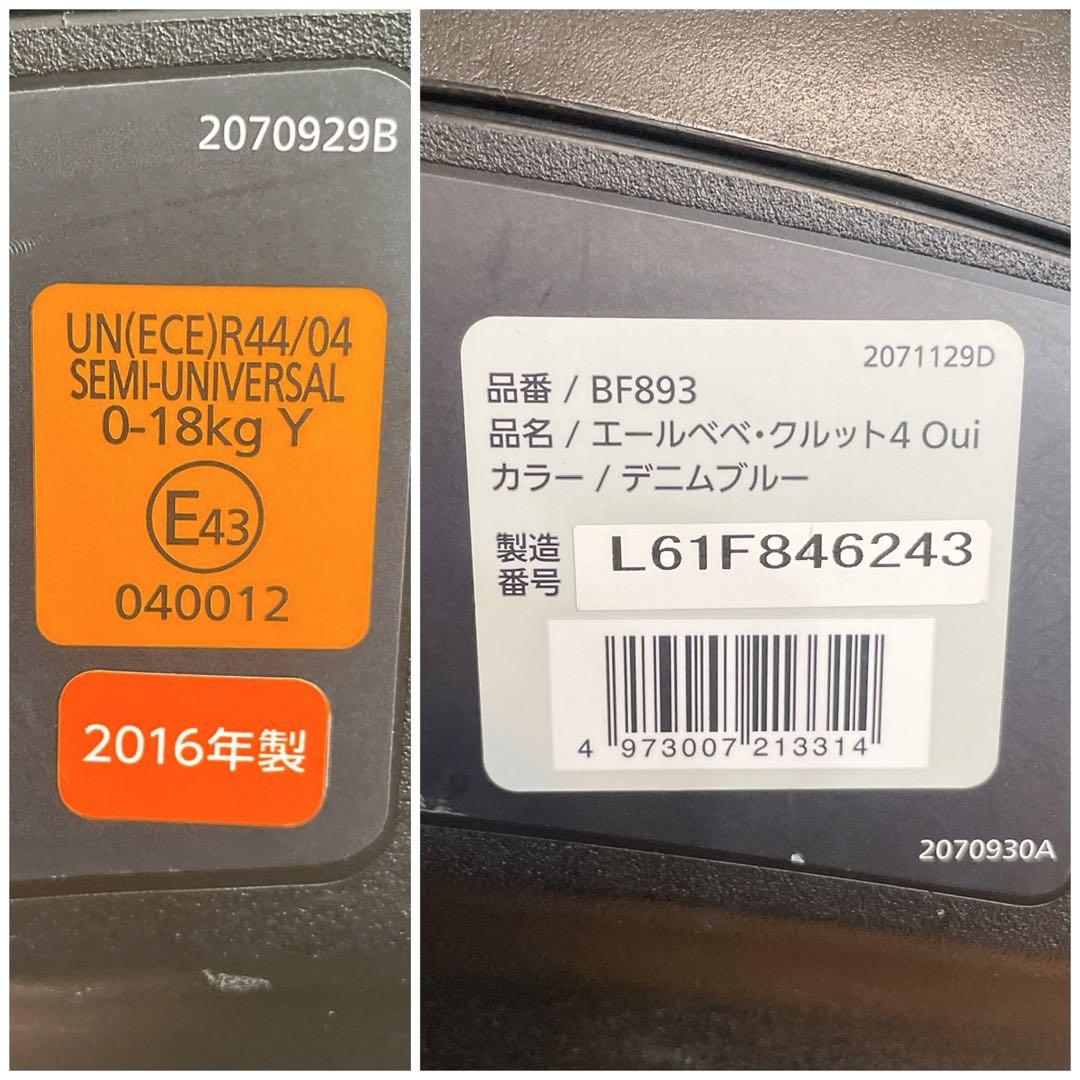 2070929B
UN(ECE)R44/04
SEMI-UNIVERSAL
0-18kg Y
E43
040012
2016年製
2071129D
品番 / BF893
品名 / エールベベ・クルット4 Oui
カラー / デニムブルー
製造
番号
L61F846243
4 973007 213314
2070930A